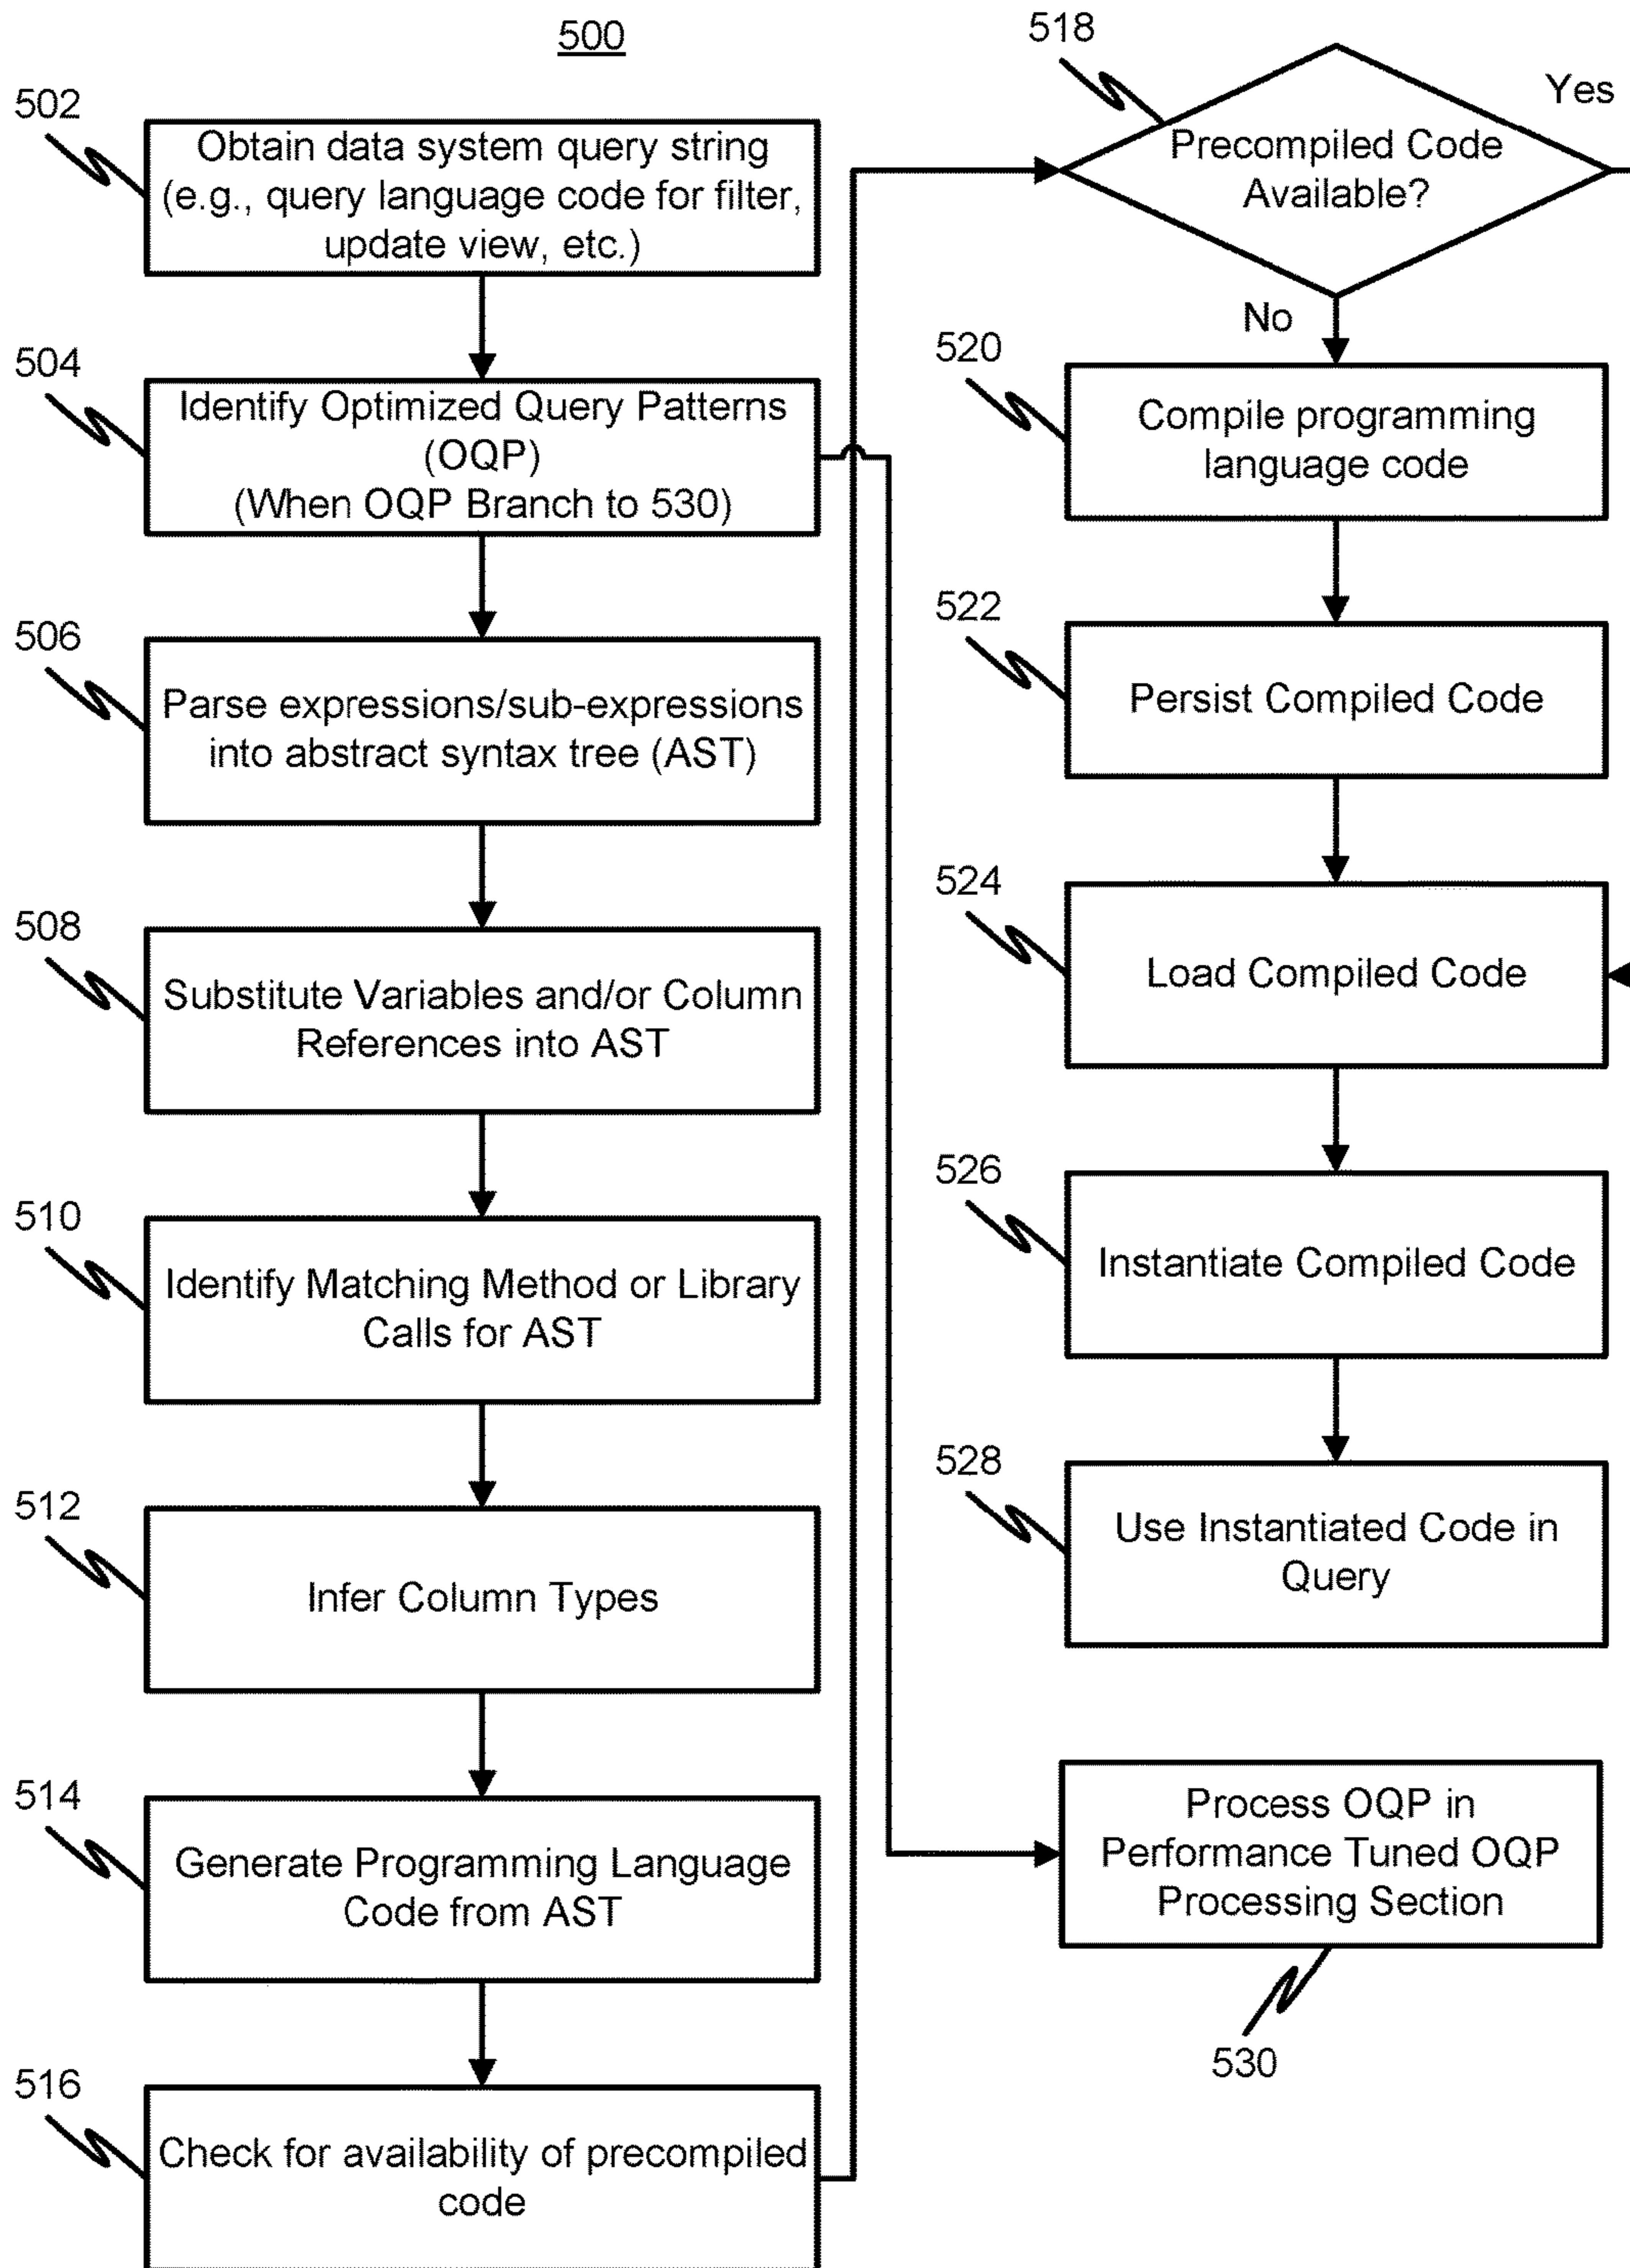 500
502
Obtain data system query string
(e.g., query language code for filter,
update view, etc.)
504
Identify Optimized Query Patterns
(OQP)
(When OQP Branch to 530)
506
Parse expressions/sub-expressions
into abstract syntax tree (AST)
508
Substitute Variables and/or Column
References into AST
510
Identify Matching Method or Library
Calls for AST
512
Infer Column Types
514
Generate Programming Language
Code from AST
516
Check for availability of precompiled
code
518
Precompiled Code
Available?
Yes
No
520
Compile programming
language code
522
Persist Compiled Code
524
Load Compiled Code
526
Instantiate Compiled Code
528
Use Instantiated Code in
Query
Process OQP in
Performance Tuned OQP
Processing Section
530